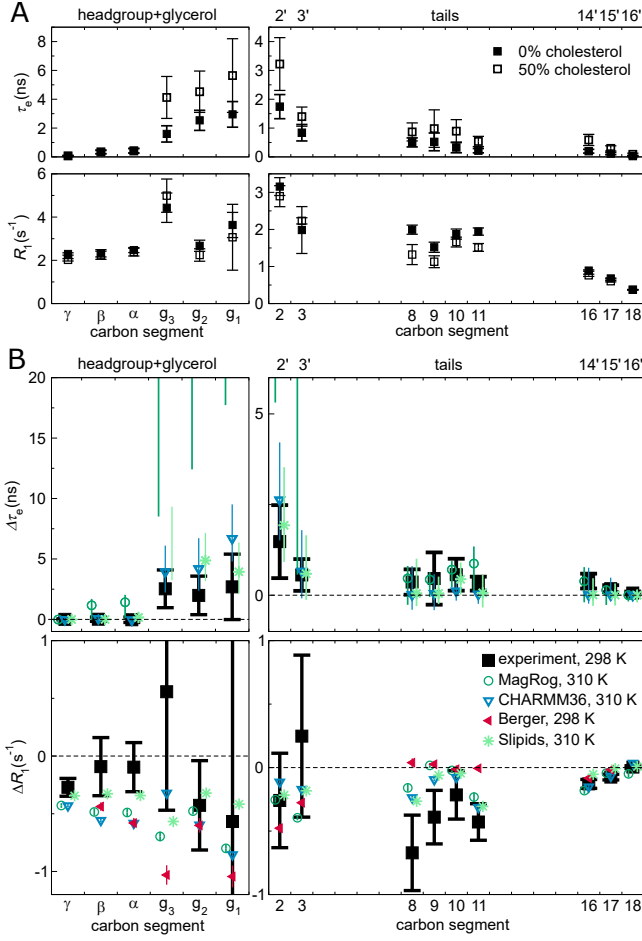 A
headgroup+glycerol
2' 3' tails 14' 15' 16'
τe(ns)
8
6
4
2
0
4
3
2
1
0
0% cholesterol
50% cholesterol
R1(s-1)
6
4
2
0
3
2
1
0
γ β α g3 g2 g1
carbon segment
2 3 8 9 10 11 16 17 18
carbon segment
B
headgroup+glycerol
2' 3' tails 14' 15' 16'
Δτe(ns)
20
15
10
5
0
6
0
ΔR1(s-1)
1
0
-1
1
0
-1
experiment, 298 K
MagRog, 310 K
CHARMM36, 310 K
Berger, 298 K
Slipids, 310 K
γ β α g3 g2 g1
carbon segment
2 3 8 9 10 11 16 17 18
carbon segment